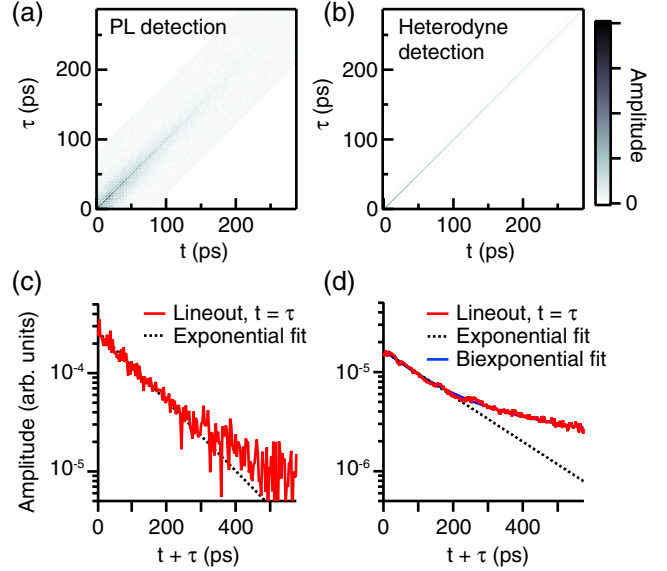 (a)
PL detection
τ (ps)
200
100
0
0
100
200
t (ps)
(b)
Heterodyne
detection
τ (ps)
200
100
0
0
100
200
t (ps)
Amplitude
0
(c)
Lineout, t = τ
Exponential fit
Amplitude (arb. units)
10⁻⁴
10⁻⁵
0
200
400
t + τ (ps)
(d)
Lineout, t = τ
Exponential fit
Biexponential fit
10⁻⁵
10⁻⁶
0
200
400
t + τ (ps)